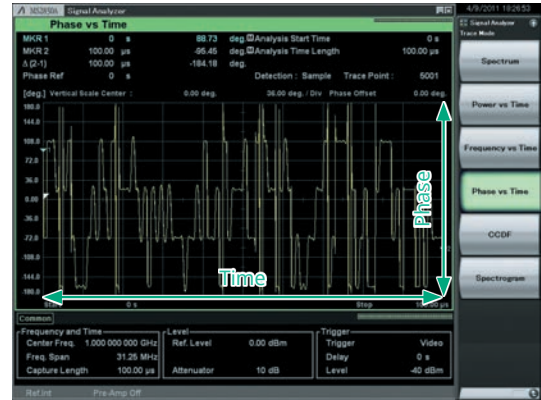 MS2850A Signal Analyzer 4/9/2011 18:26:53
Phase vs Time
Signal Analyzer
Trace Mode
MKR 1 0 s 88.73 deg. Analysis Start Time 0 s
MKR 2 100.00 µs -95.45 deg. Analysis Time Length 100.00 µs
Δ (2-1) 100.00 µs -184.18 deg.
Phase Ref 0 s Detection : Sample Trace Point : 5001
[deg.] Vertical Scale Center : 0.00 deg. 36.00 deg. / Div Phase Offset 0.00 deg.
180.0
144.0
108.0
72.0
36.0
0.00
-36.0
-72.0
-108.0
-144.0
-180.0
Phase
Time
Start 0 s Stop 100.00 µs
Common
Frequency and Time
Center Freq. 1.000 000 000 GHz
Freq. Span 31.25 MHz
Capture Length 100.00 µs
Level
Ref. Level 0.00 dBm
Attenuator 10 dB
Trigger
Trigger Video
Delay 0 s
Level -40 dBm
Ref.Int Pre-Amp Off
Spectrum
Power vs Time
Frequency vs Time
Phase vs Time
CCDF
Spectrogram